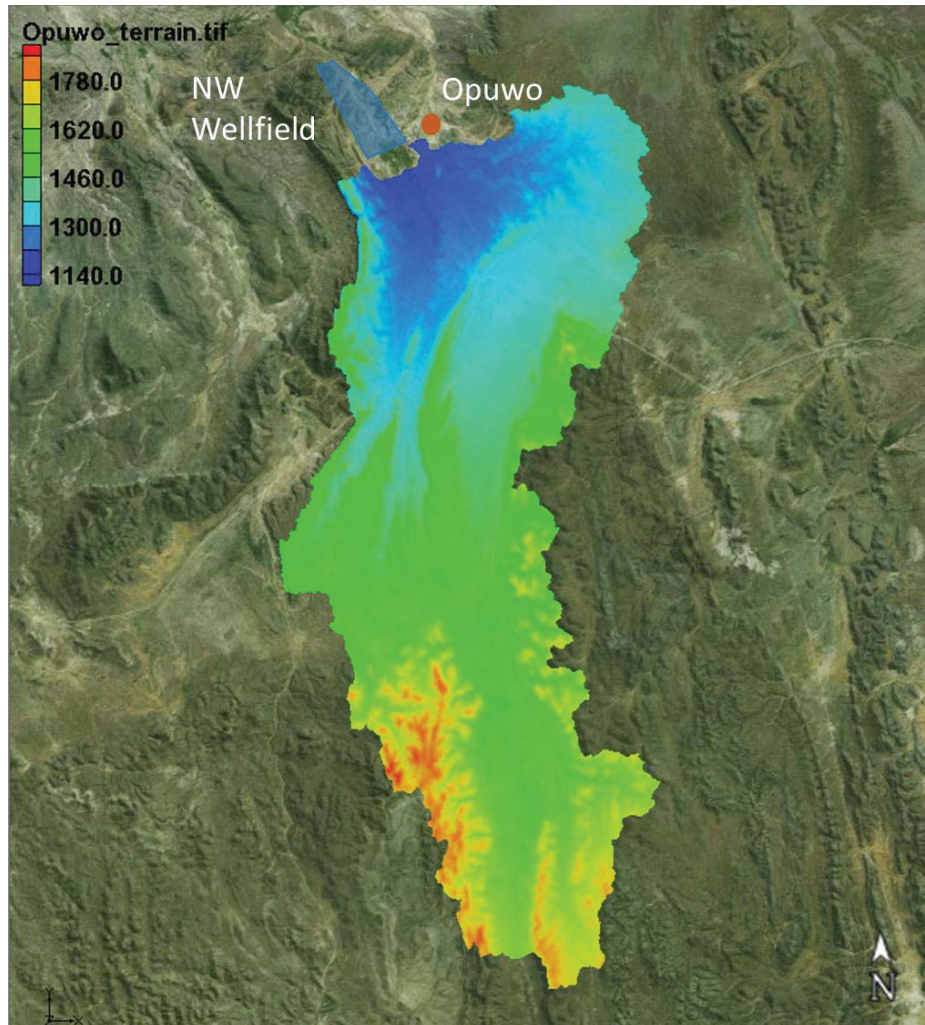 Opuwo_terrain.tif
1780.0
1620.0
1460.0
1300.0
1140.0
NW
Wellfield
Opuwo
N
Y
X